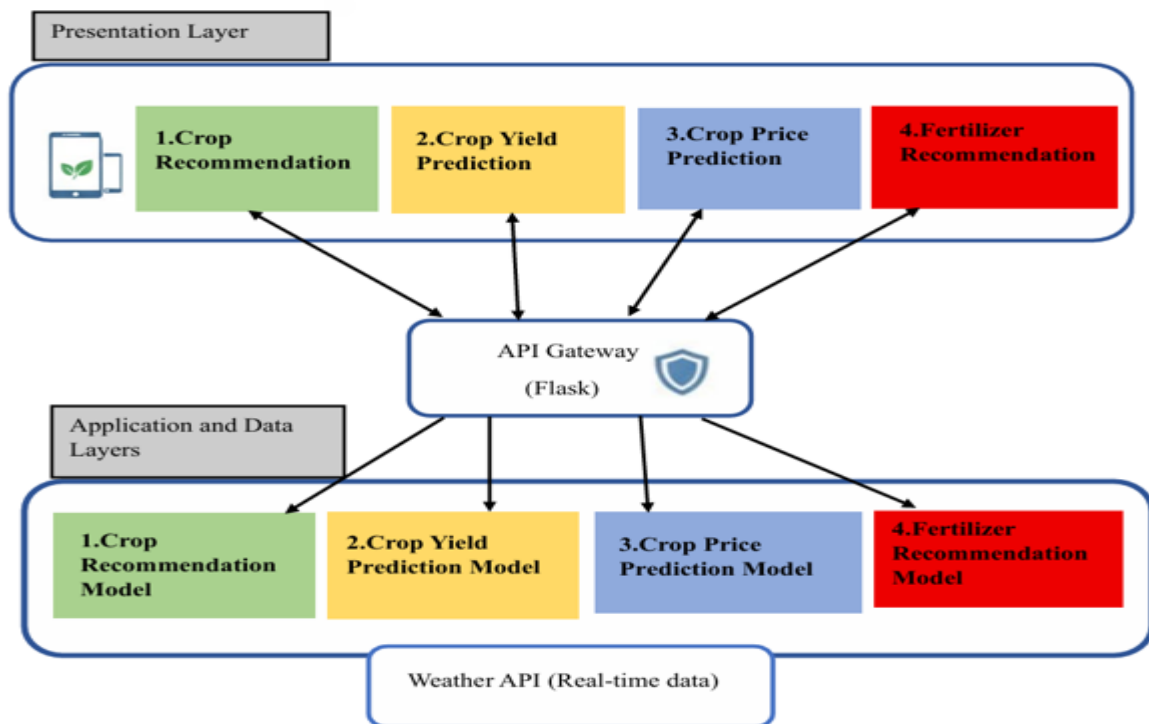 Presentation Layer
1.Crop
Recommendation
2.Crop Yield
Prediction
3.Crop Price
Prediction
4.Fertilizer
Recommendation
API Gateway
(Flask)
Application and Data
Layers
1.Crop
Recommendation
Model
2.Crop Yield
Prediction Model
3.Crop Price
Prediction Model
4.Fertilizer
Recommendation
Model
Weather API (Real-time data)